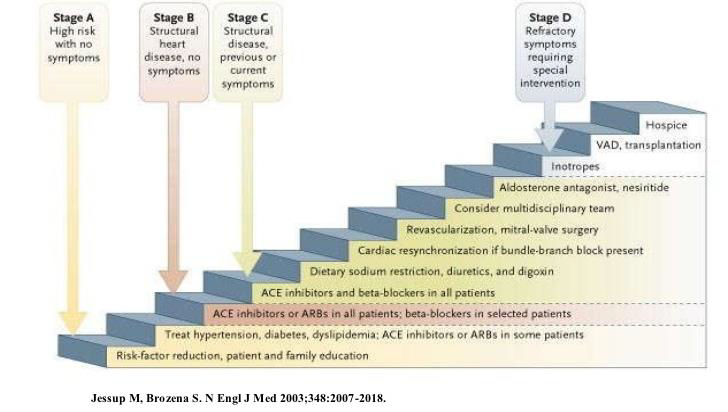 Stage A
High risk
with no
symptoms
Stage B
Structural
heart
disease, no
symptoms
Stage C
Structural
disease,
previous or
current
symptoms
Stage D
Refractory
symptoms
requiring
special
intervention
Hospice
VAD, transplantation
Inotropes
Aldosterone antagonist, nesiritide
Consider multidisciplinary team
Revascularization, mitral-valve surgery
Cardiac resynchronization if bundle-branch block present
Dietary sodium restriction, diuretics, and digoxin
ACE inhibitors and beta-blockers in all patients
ACE inhibitors or ARBs in all patients; beta-blockers in selected patients
Treat hypertension, diabetes, dyslipidemia; ACE inhibitors or ARBs in some patients
Risk-factor reduction, patient and family education
Jessup M, Brozena S. N Engl J Med 2003;348:2007-2018.